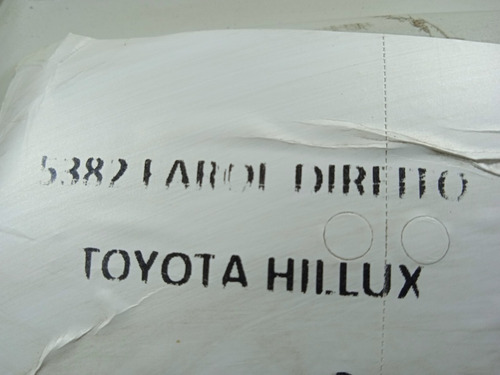 5382 FAROL DIREITO
TOYOTA HILLUX